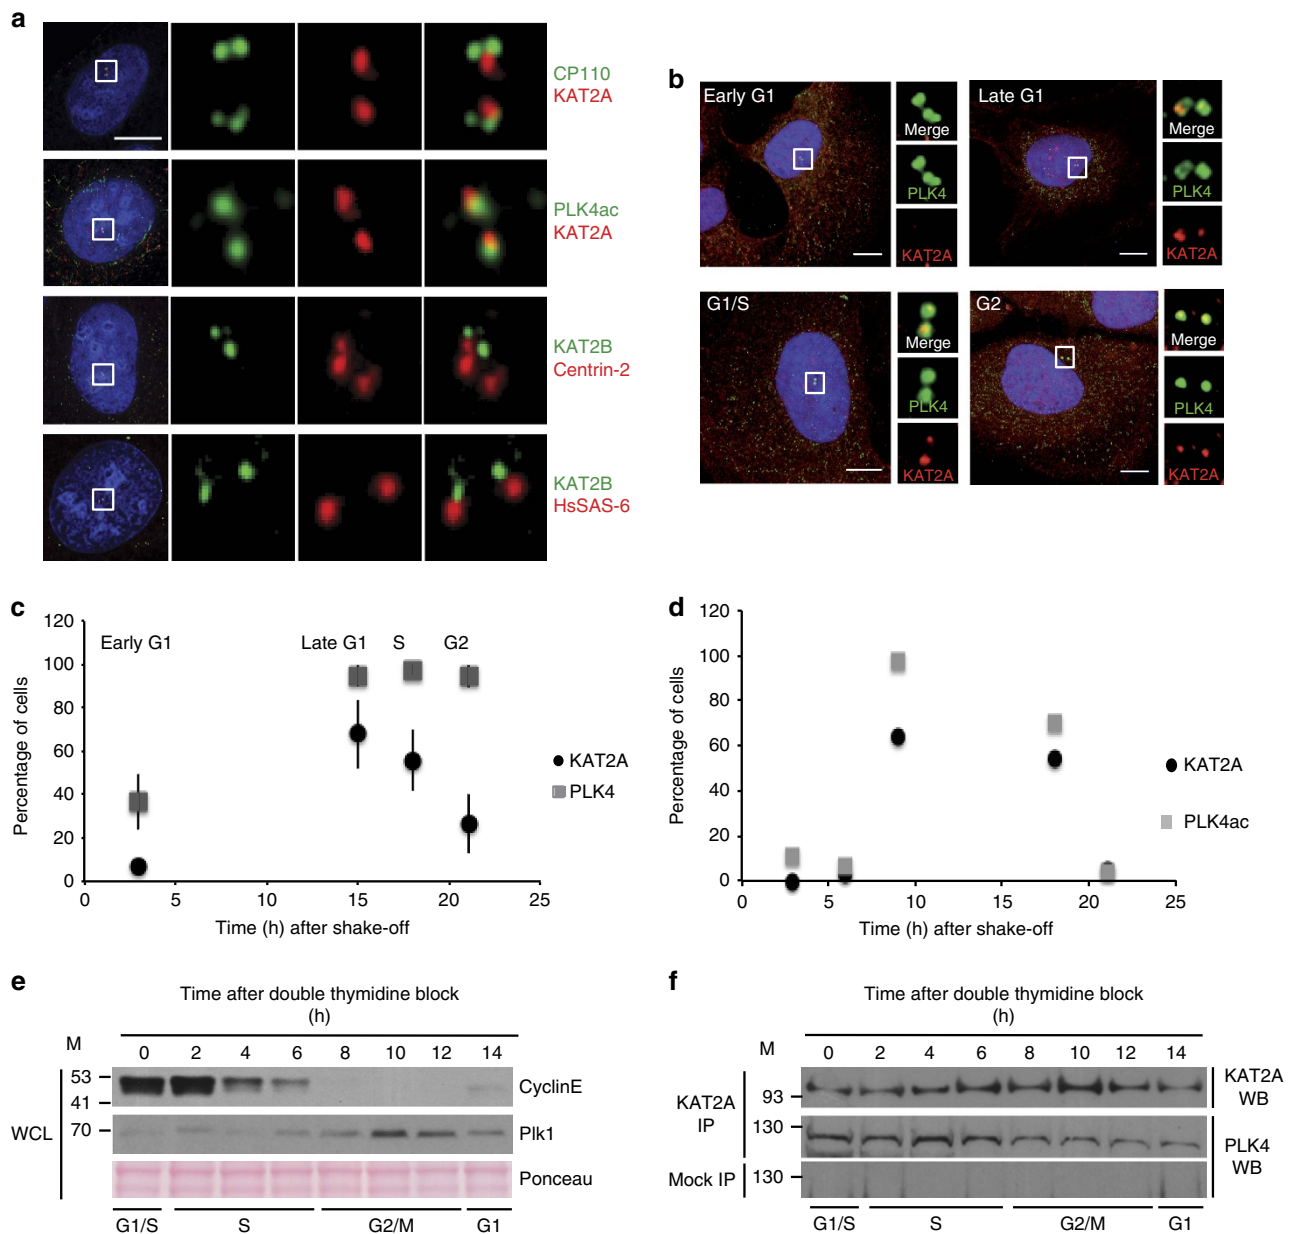 a
CP110
KAT2A
PLK4ac
KAT2A
KAT2B
Centrin-2
KAT2B
HsSAS-6
b
Early G1
Merge
PLK4
KAT2A
Late G1
Merge
PLK4
KAT2A
G1/S
Merge
PLK4
KAT2A
G2
Merge
PLK4
KAT2A
c
Percentage of cells
120
100
80
60
40
20
0
Early G1
Late G1
S
G2
0 5 10 15 20 25
Time (h) after shake-off
KAT2A
PLK4
d
Percentage of cells
120
100
80
60
40
20
0
0 5 10 15 20 25
Time (h) after shake-off
KAT2A
PLK4ac
e
Time after double thymidine block
(h)
M
0 2 4 6 8 10 12 14
53
41
CyclinE
WCL
70
Plk1
Ponceau
G1/S S G2/M G1
f
Time after double thymidine block
(h)
M
0 2 4 6 8 10 12 14
KAT2A
IP
93
KAT2A
WB
130
PLK4
WB
Mock IP
130
G1/S S G2/M G1